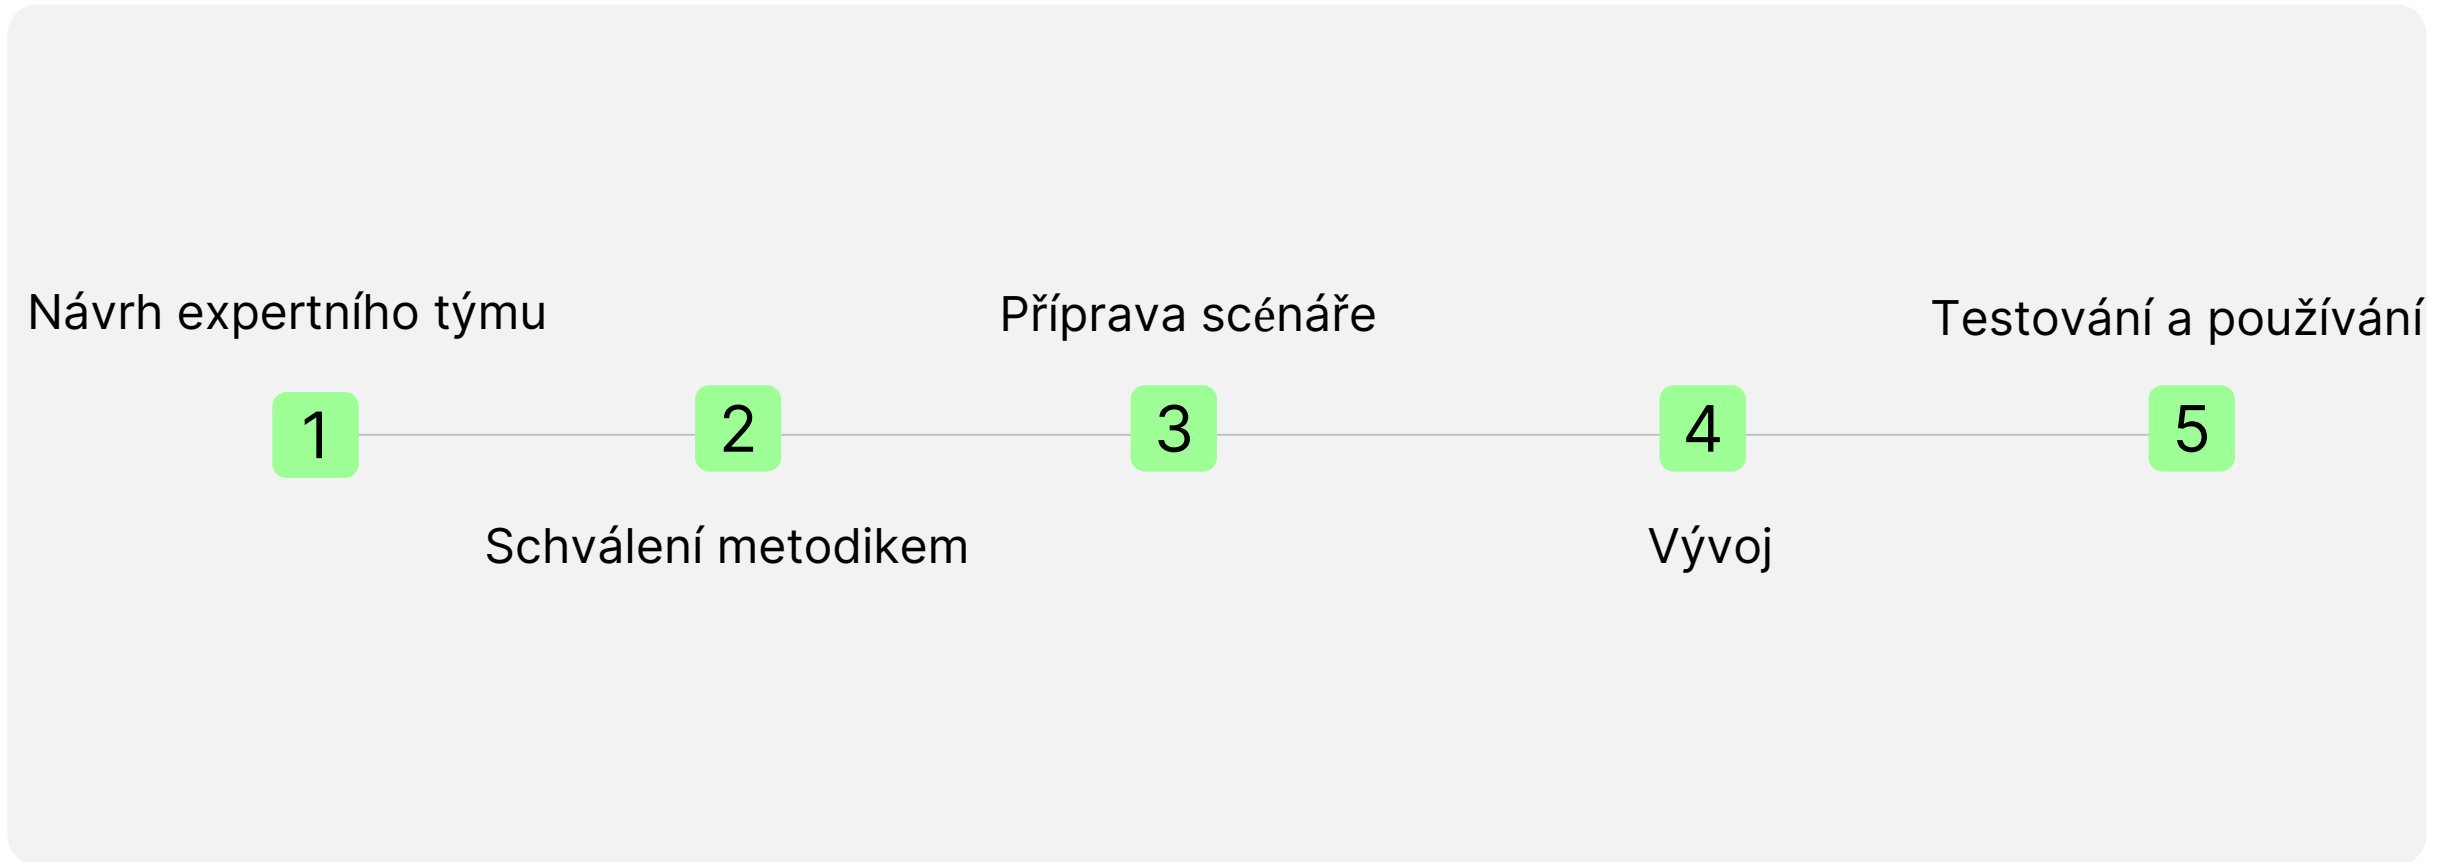 Návrh expertního týmu
Příprava scénáře
Testování a používání
1
2
3
4
5
Schválení metodikem
Vývoj